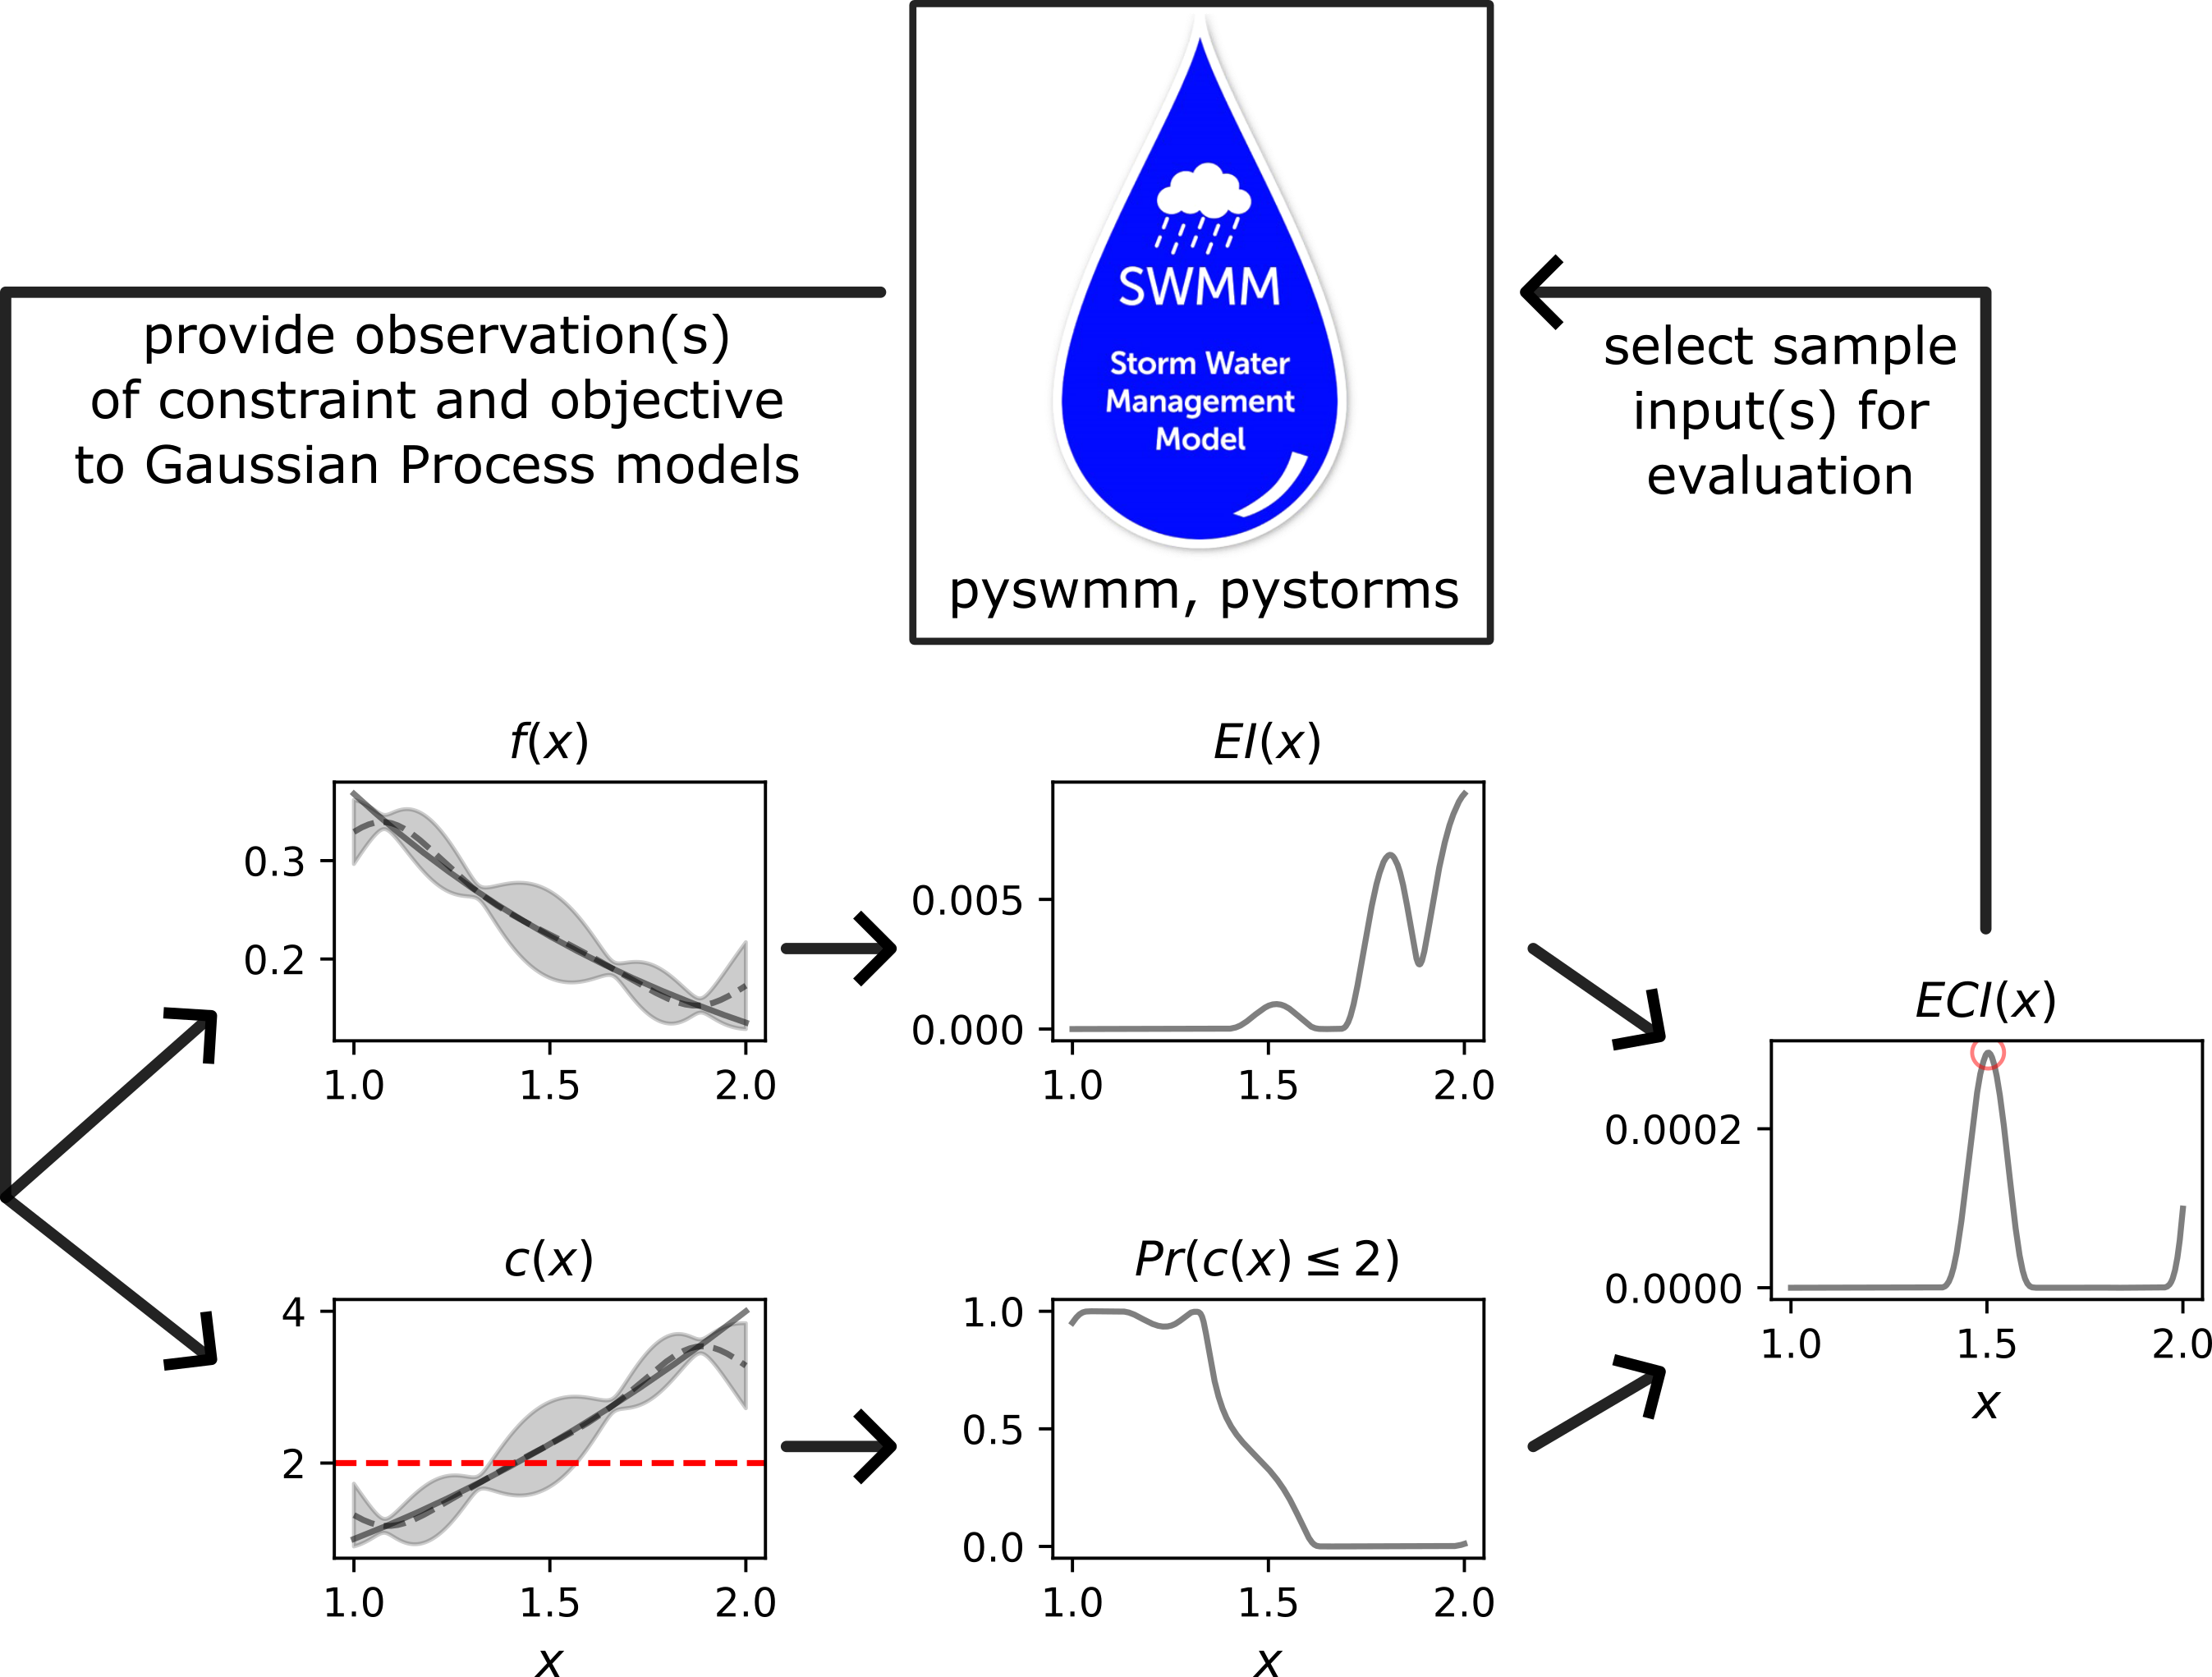 SWMM
Storm Water
Management
Model
pyswmm, pystorms
provide observation(s)
of constraint and objective
to Gaussian Process models
select sample
input(s) for
evaluation
f(x)
0.3
0.2
1.0 1.5 2.0
EI(x)
0.005
0.000
1.0 1.5 2.0
c(x)
4
2
1.0 1.5 2.0
x
Pr(c(x) ≤ 2)
1.0
0.5
0.0
1.0 1.5 2.0
x
ECI(x)
0.0002
0.0000
1.0 1.5 2.0
x